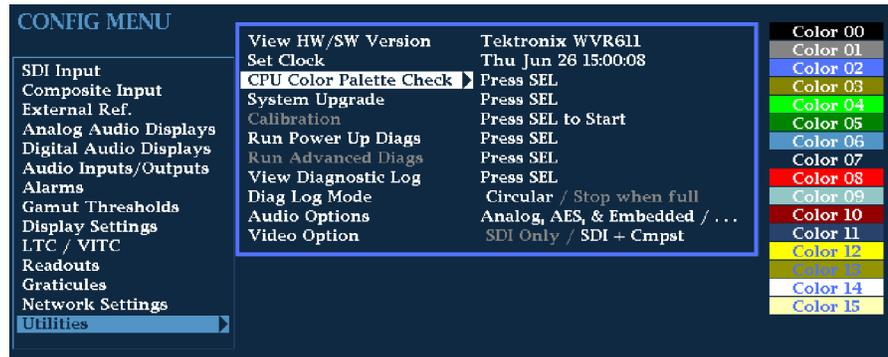 CONFIG MENU
SDI Input
Composite Input
External Ref.
Analog Audio Displays
Digital Audio Displays
Audio Inputs/Outputs
Alarms
Gamut Thresholds
Display Settings
LTC / VITC
Readouts
Graticules
Network Settings
Utilities
View HW/SW Version Tektronix WVR611
Set Clock Thu Jun 26 15:00:08
CPU Color Palette Check Press SEL
System Upgrade Press SEL
Calibration Press SEL to Start
Run Power Up Diags Press SEL
Run Advanced Diags Press SEL
View Diagnostic Log Press SEL
Diag Log Mode Circular / Stop when full
Audio Options Analog, AES, & Embedded / . . .
Video Option SDI Only / SDI + Cmpst
Color 00
Color 01
Color 02
Color 03
Color 04
Color 05
Color 06
Color 07
Color 08
Color 09
Color 10
Color 11
Color 12
Color 13
Color 14
Color 15